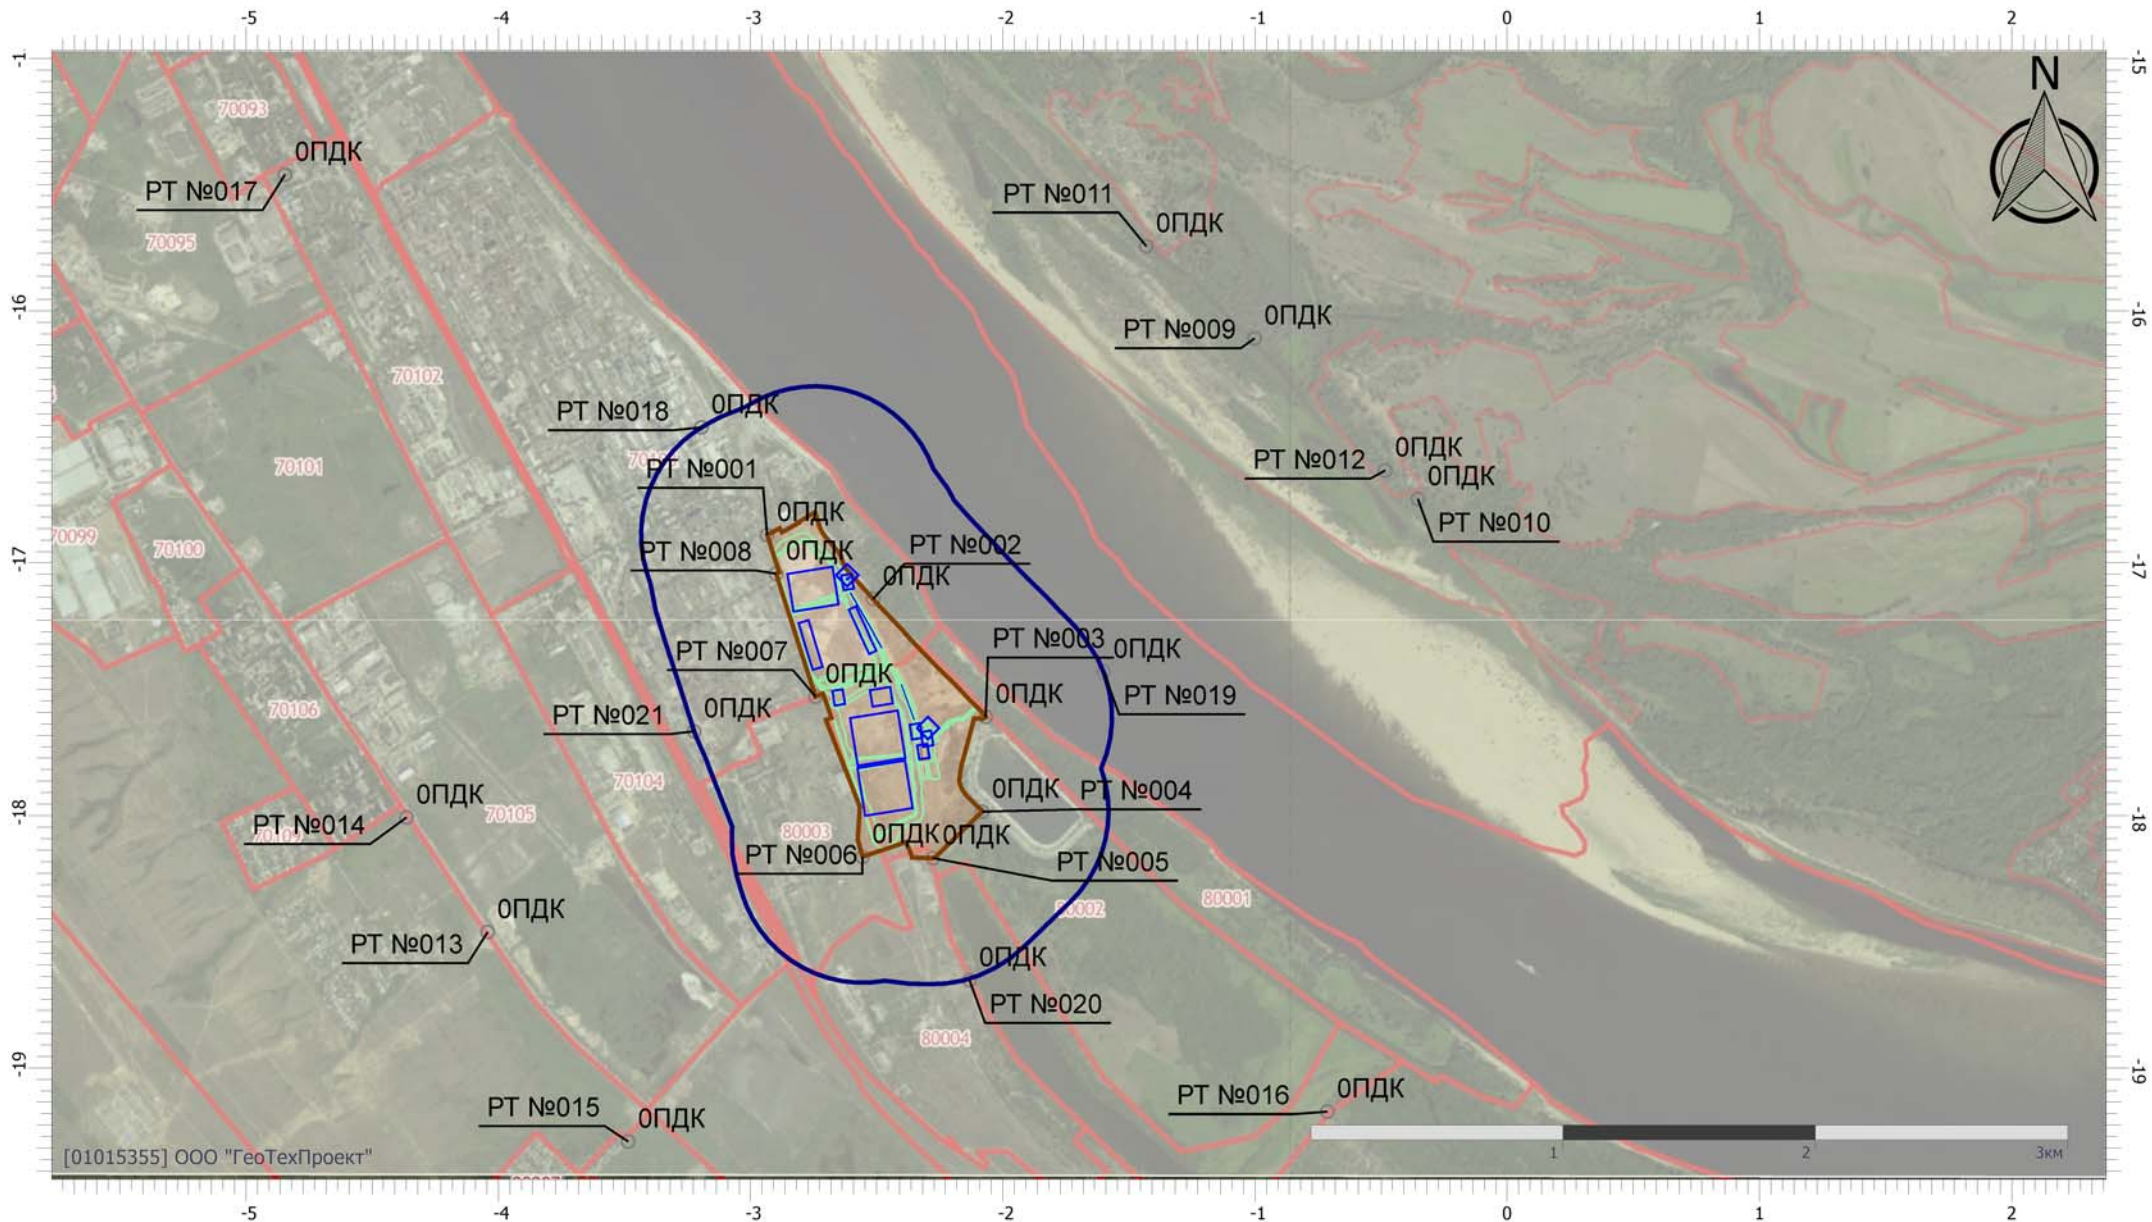 -5 -4 -3 -2 -1 0 1 2
-1
-15
N
70093
0ПДК
РТ №017
РТ №011
0ПДК
70095
-16
-16
0ПДК
РТ №009
70102
0ПДК
РТ №018
0ПДК
РТ №012
0ПДК
70101
РТ №001
0ПДК
РТ №010
70099
70100
РТ №008
0ПДК
РТ №002
0ПДК
-17
-17
РТ №003
0ПДК
РТ №007
0ПДК
0ПДК
РТ №019
70106
РТ №021
0ПДК
70104
0ПДК
70105
0ПДК
РТ №004
-18
-18
РТ №014
80003
0ПДК
0ПДК
РТ №006
РТ №005
80001
80002
0ПДК
РТ №013
0ПДК
РТ №020
80004
-19
-19
РТ №016
0ПДК
РТ №015
0ПДК
[01015355] ООО "ГеоТехПроект"
1 2 3км
-5 -4 -3 -2 -1 0 1 2